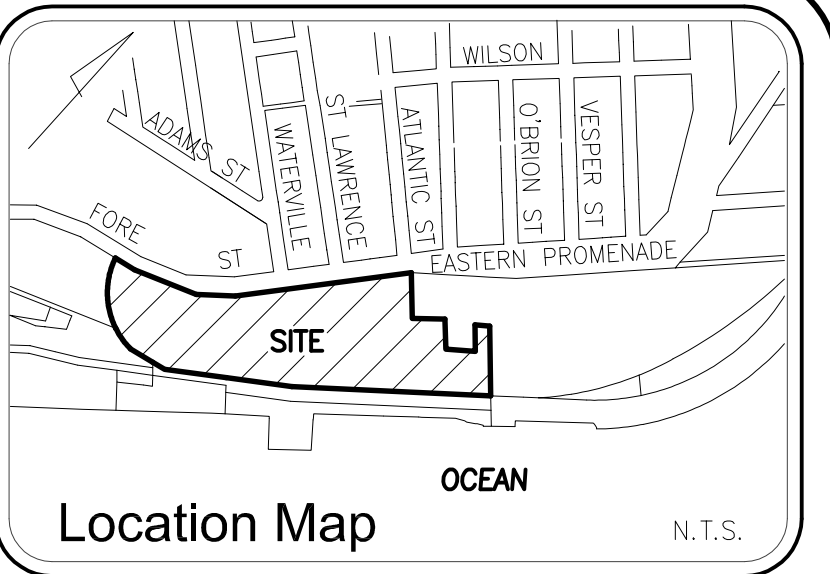 WILSON
ADAMS ST
WATERVILLE
ST LAWRENCE
ATLANTIC ST
O'BRION ST
VESPER ST
FORE ST
EASTERN PROMENADE
SITE
OCEAN
Location Map
N.T.S.